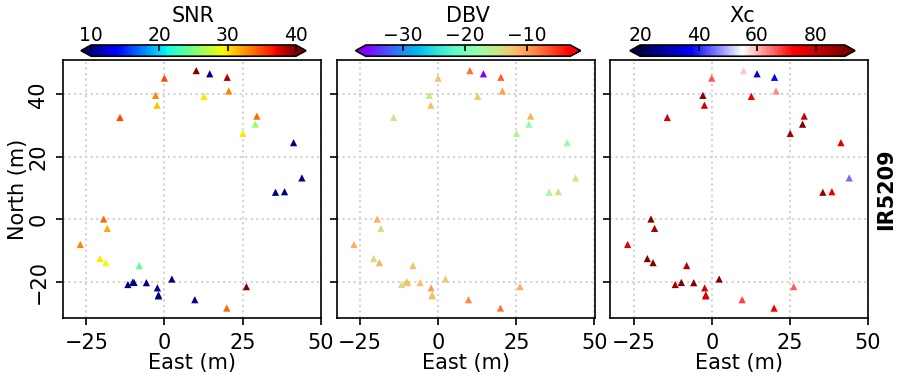 SNR DBV Xc
10 20 30 40 −30 −20 −10 20 40 60 80
40
20
0
−20
North (m)
IR5209
−25 0 25 50 −25 0 25 50 −25 0 25 50
East (m) East (m) East (m)